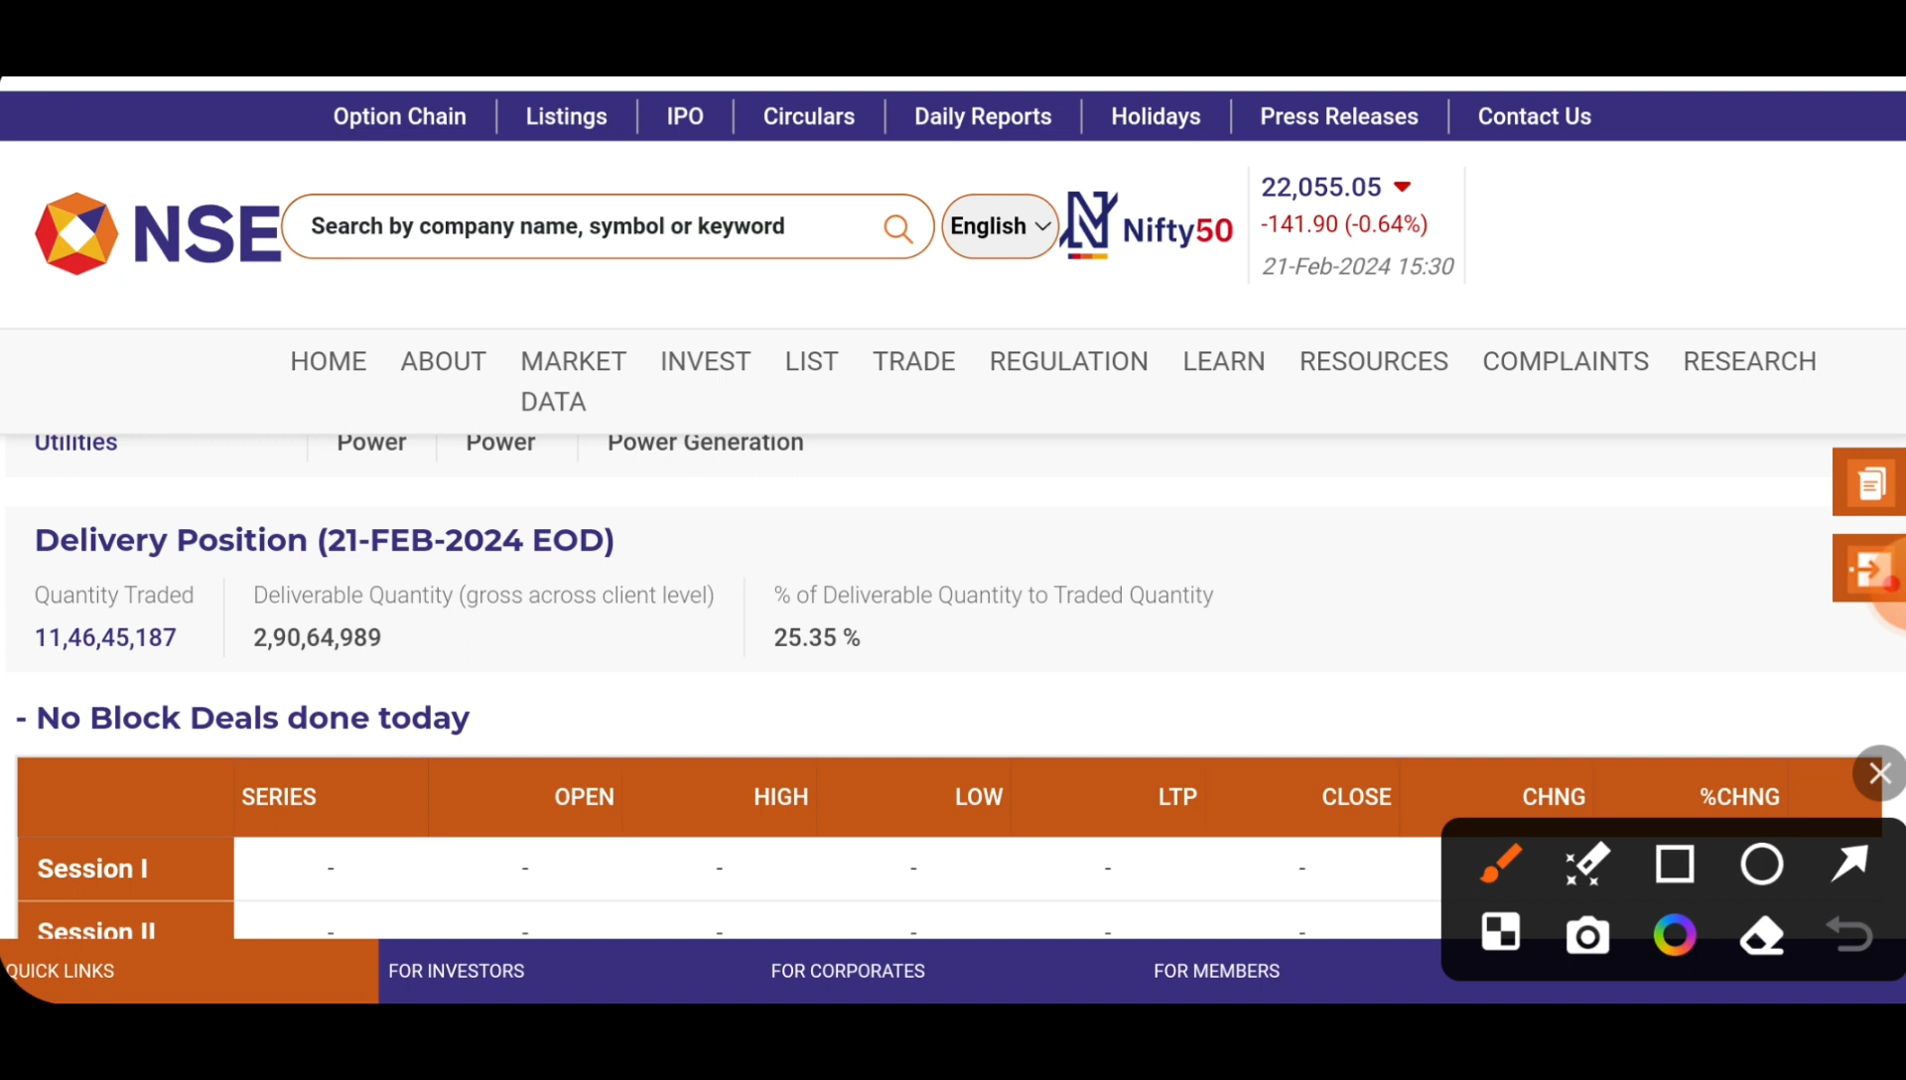 Option Chain Listings IPO Circulars Daily Reports Holidays Press Releases Contact Us
NSE Search by company name, symbol or keyword English Nifty50 22,055.05
-141.90 (-0.64%)
21-Feb-2024 15:30
HOME ABOUT MARKET DATA INVEST LIST TRADE REGULATION LEARN RESOURCES COMPLAINTS RESEARCH
Utilities Power Power Power Generation
Delivery Position (21-FEB-2024 EOD)
Quantity Traded Deliverable Quantity (gross across client level) % of Deliverable Quantity to Traded Quantity
11,46,45,187 2,90,64,989 25.35 %
- No Block Deals done today
SERIES OPEN HIGH LOW LTP CLOSE CHNG %CHNG
Session I - - - - - -
Session II - - - - - -
QUICK LINKS FOR INVESTORS FOR CORPORATES FOR MEMBERS